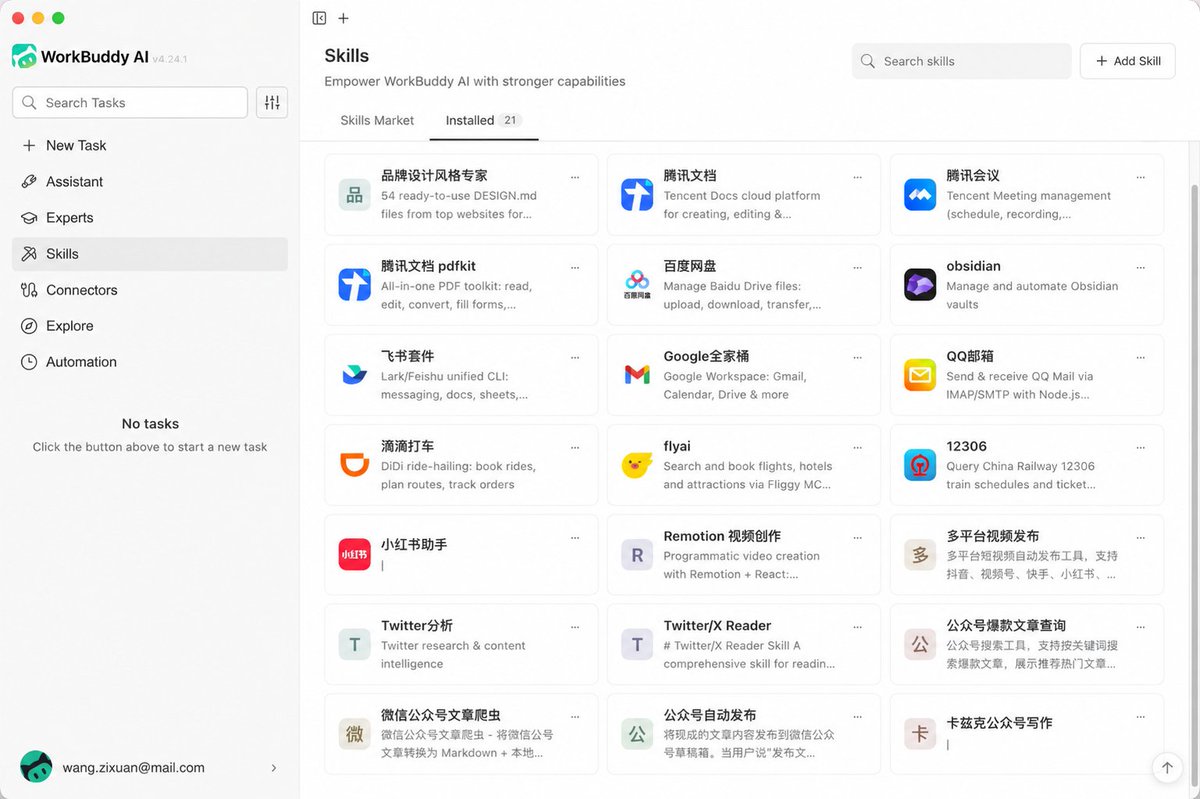 WorkBuddy AI v4.24.1
Search Tasks
New Task
Assistant
Experts
Skills
Connectors
Explore
Automation
No tasks
Click the button above to start a new task
wang.zixuan@mail.com
Skills
Empower WorkBuddy AI with stronger capabilities
Search skills
Add Skill
Skills Market
Installed 21
品
品牌设计风格专家
54 ready-to-use DESIGN.md
files from top websites for...
腾讯文档
Tencent Docs cloud platform
for creating, editing &...
腾讯会议
Tencent Meeting management
(schedule, recording,...
腾讯文档 pdfkit
All-in-one PDF toolkit: read,
edit, convert, fill forms,...
百度网盘
百度网盘
Manage Baidu Drive files:
upload, download, transfer,...
obsidian
Manage and automate Obsidian
vaults
飞书套件
Lark/Feishu unified CLI:
messaging, docs, sheets,...
Google全家桶
Google Workspace: Gmail,
Calendar, Drive & more
QQ邮箱
Send & receive QQ Mail via
IMAP/SMTP with Node.js...
滴滴打车
DiDi ride-hailing: book rides,
plan routes, track orders
flyai
Search and book flights, hotels
and attractions via Fliggy MC...
12306
Query China Railway 12306
train schedules and ticket...
小红书
小红书助手
|
R
Remotion 视频创作
Programmatic video creation
with Remotion + React:...
多
多平台视频发布
多平台短视频自动发布工具，支持
抖音、视频号、快手、小红书、...
T
Twitter分析
Twitter research & content
intelligence
T
Twitter/X Reader
# Twitter/X Reader Skill A
comprehensive skill for readin...
公
公众号爆款文章查询
公众号搜索工具，支持按关键词搜
索爆款文章，展示推荐热门文章...
微
微信公众号文章爬虫
微信公众号文章爬虫 - 将微信公众号
文章转换为 Markdown + 本地...
公
公众号自动发布
将现成的文章内容发布到微信公众
号草稿箱。当用户说"发布文...
卡
卡兹克公众号写作
|